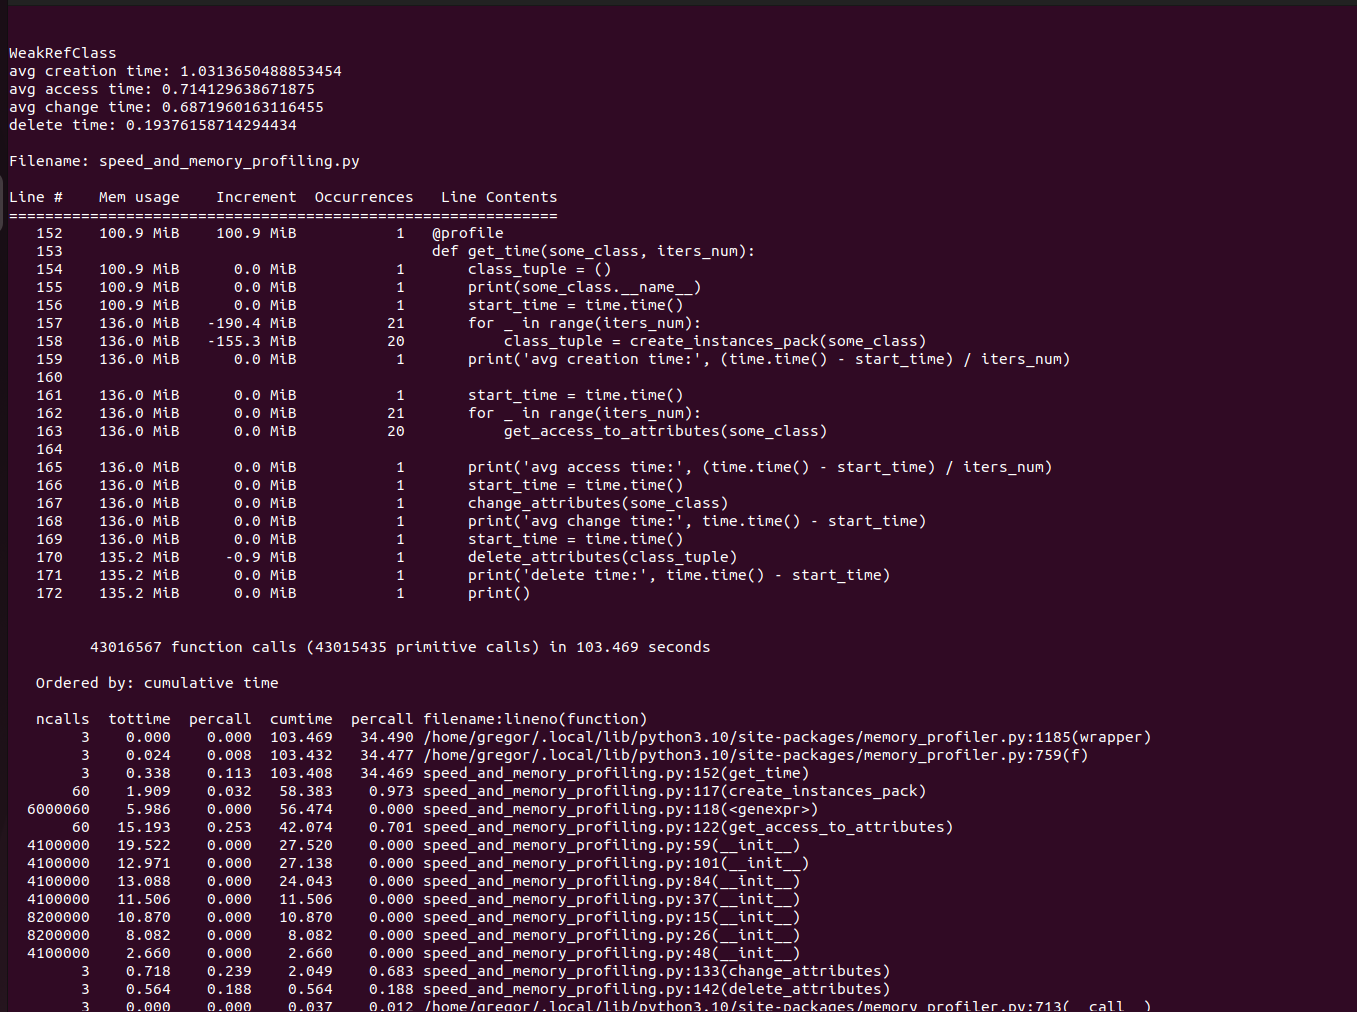 WeakRefClass
avg creation time: 1.0313650488853454
avg access time: 0.714129638671875
avg change time: 0.6871960163116455
delete time: 0.19376158714294434
Filename: speed_and_memory_profiling.py
Line #    Mem usage    Increment  Occurrences   Line Contents
=============================================================
   152    100.9 MiB    100.9 MiB           1   @profile
   153                                         def get_time(some_class, iters_num):
   154    100.9 MiB      0.0 MiB           1       class_tuple = ()
   155    100.9 MiB      0.0 MiB           1       print(some_class.__name__)
   156    100.9 MiB      0.0 MiB           1       start_time = time.time()
   157    136.0 MiB   -190.4 MiB          21       for _ in range(iters_num):
   158    136.0 MiB   -155.3 MiB          20           class_tuple = create_instances_pack(some_class)
   159    136.0 MiB      0.0 MiB           1       print('avg creation time:', (time.time() - start_time) / iters_num)
   160
   161    136.0 MiB      0.0 MiB           1       start_time = time.time()
   162    136.0 MiB      0.0 MiB          21       for _ in range(iters_num):
   163    136.0 MiB      0.0 MiB          20           get_access_to_attributes(some_class)
   164
   165    136.0 MiB      0.0 MiB           1       print('avg access time:', (time.time() - start_time) / iters_num)
   166    136.0 MiB      0.0 MiB           1       start_time = time.time()
   167    136.0 MiB      0.0 MiB           1       change_attributes(some_class)
   168    136.0 MiB      0.0 MiB           1       print('avg change time:', time.time() - start_time)
   169    136.0 MiB      0.0 MiB           1       start_time = time.time()
   170    135.2 MiB     -0.9 MiB           1       delete_attributes(class_tuple)
   171    135.2 MiB      0.0 MiB           1       print('delete time:', time.time() - start_time)
   172    135.2 MiB      0.0 MiB           1       print()
         43016567 function calls (43015435 primitive calls) in 103.469 seconds
   Ordered by: cumulative time
   ncalls  tottime  percall  cumtime  percall filename:lineno(function)
        3    0.000    0.000  103.469   34.490 /home/gregor/.local/lib/python3.10/site-packages/memory_profiler.py:1185(wrapper)
        3    0.024    0.008  103.432   34.477 /home/gregor/.local/lib/python3.10/site-packages/memory_profiler.py:759(f)
        3    0.338    0.113  103.408   34.469 speed_and_memory_profiling.py:152(get_time)
       60    1.909    0.032   58.383    0.973 speed_and_memory_profiling.py:117(create_instances_pack)
  6000060    5.986    0.000   56.474    0.000 speed_and_memory_profiling.py:118(<genexpr>)
       60   15.193    0.253   42.074    0.701 speed_and_memory_profiling.py:122(get_access_to_attributes)
  4100000   19.522    0.000   27.520    0.000 speed_and_memory_profiling.py:59(__init__)
  4100000   12.971    0.000   27.138    0.000 speed_and_memory_profiling.py:101(__init__)
  4100000   13.088    0.000   24.043    0.000 speed_and_memory_profiling.py:84(__init__)
  4100000   11.506    0.000   11.506    0.000 speed_and_memory_profiling.py:37(__init__)
  8200000   10.870    0.000   10.870    0.000 speed_and_memory_profiling.py:15(__init__)
  8200000    8.082    0.000    8.082    0.000 speed_and_memory_profiling.py:26(__init__)
  4100000    2.660    0.000    2.660    0.000 speed_and_memory_profiling.py:48(__init__)
        3    0.718    0.239    2.049    0.683 speed_and_memory_profiling.py:133(change_attributes)
        3    0.564    0.188    0.564    0.188 speed_and_memory_profiling.py:142(delete_attributes)
        3    0.000    0.000    0.037    0.012 /home/gregor/.local/lib/python3.10/site-packages/memory_profiler.py:713(__call__)